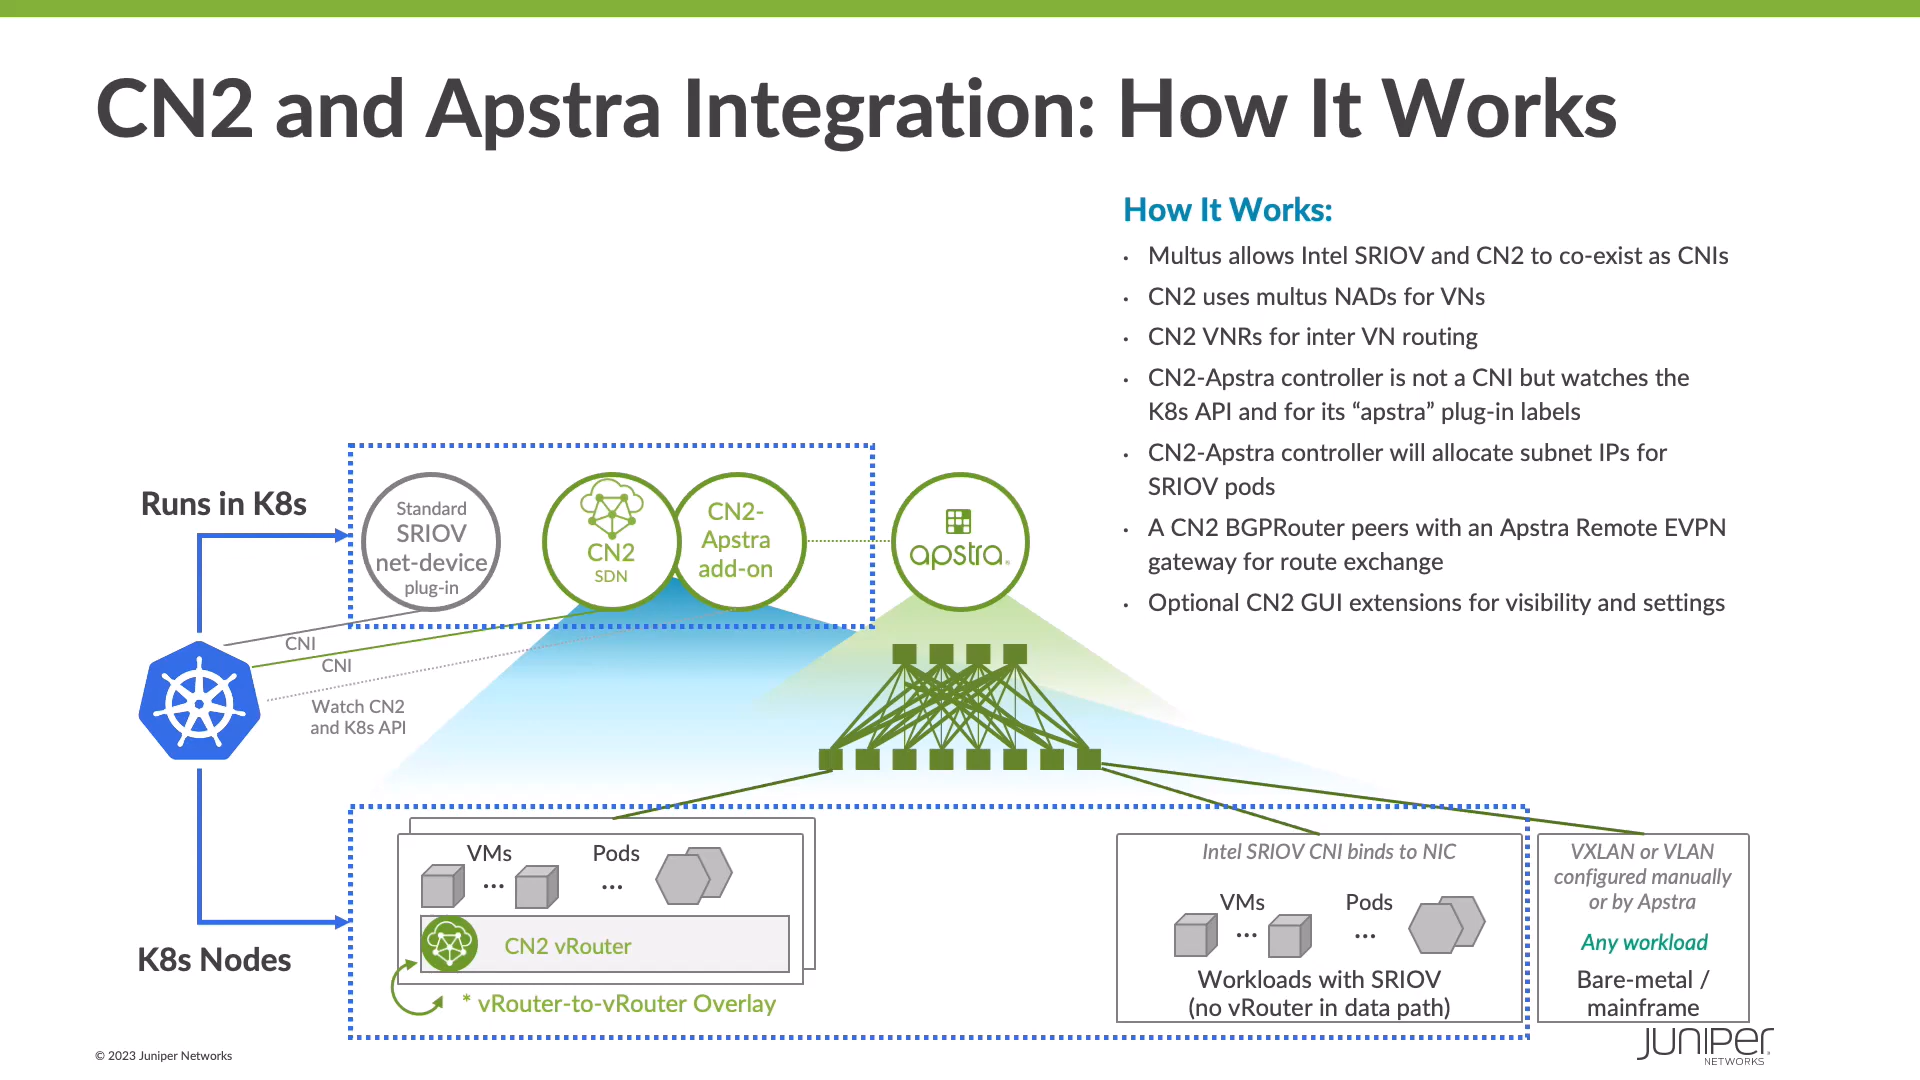 CN2 and Apstra Integration: How It Works
How It Works:
• Multus allows Intel SRIOV and CN2 to co-exist as CNIs
• CN2 uses multus NADs for VNs
• CN2 VNRs for inter VN routing
• CN2-Apstra controller is not a CNI but watches the
K8s API and for its “apstra” plug-in labels
• CN2-Apstra controller will allocate subnet IPs for
SRIOV pods
• A CN2 BGPRouter peers with an Apstra Remote EVPN
gateway for route exchange
• Optional CN2 GUI extensions for visibility and settings
Runs in K8s
Standard
SRIOV
net-device
plug-in
CN2
SDN
CN2-
Apstra
add-on
apstra®
CNI
CNI
Watch CN2
and K8s API
K8s Nodes
VMs
...
Pods
...
CN2 vRouter
* vRouter-to-vRouter Overlay
Intel SRIOV CNI binds to NIC
VMs
...
Pods
...
Workloads with SRIOV
(no vRouter in data path)
VXLAN or VLAN
configured manually
or by Apstra
Any workload
Bare-metal /
mainframe
© 2023 Juniper Networks
JUNIPER
NETWORKS